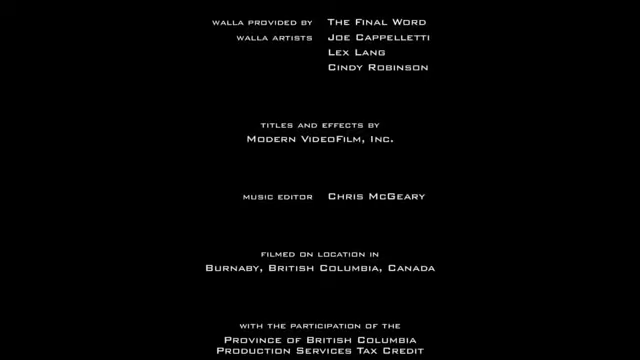 WALLA PROVIDED BY THE FINAL WORD
WALLA ARTISTS JOE CAPPELLETTI
LEX LANG
CINDY ROBINSON
TITLES AND EFFECTS BY
MODERN VIDEOFILM, INC.
MUSIC EDITOR CHRIS MCGEARY
FILMED ON LOCATION IN
BURNABY, BRITISH COLUMBIA, CANADA
WITH THE PARTICIPATION OF THE
PROVINCE OF BRITISH COLUMBIA
PRODUCTION SERVICES TAX CREDIT